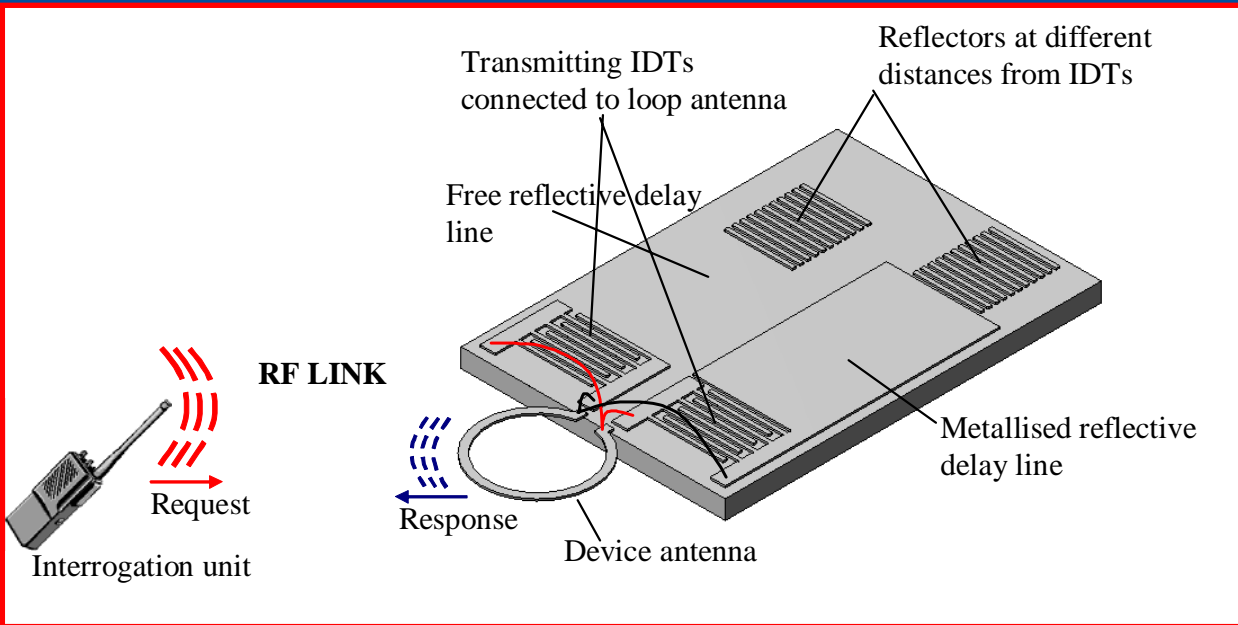 Reflectors at different
distances from IDTs
Transmitting IDTs
connected to loop antenna
Free reflective delay
line
RF LINK
Request
Response
Interrogation unit
Device antenna
Metallised reflective
delay line